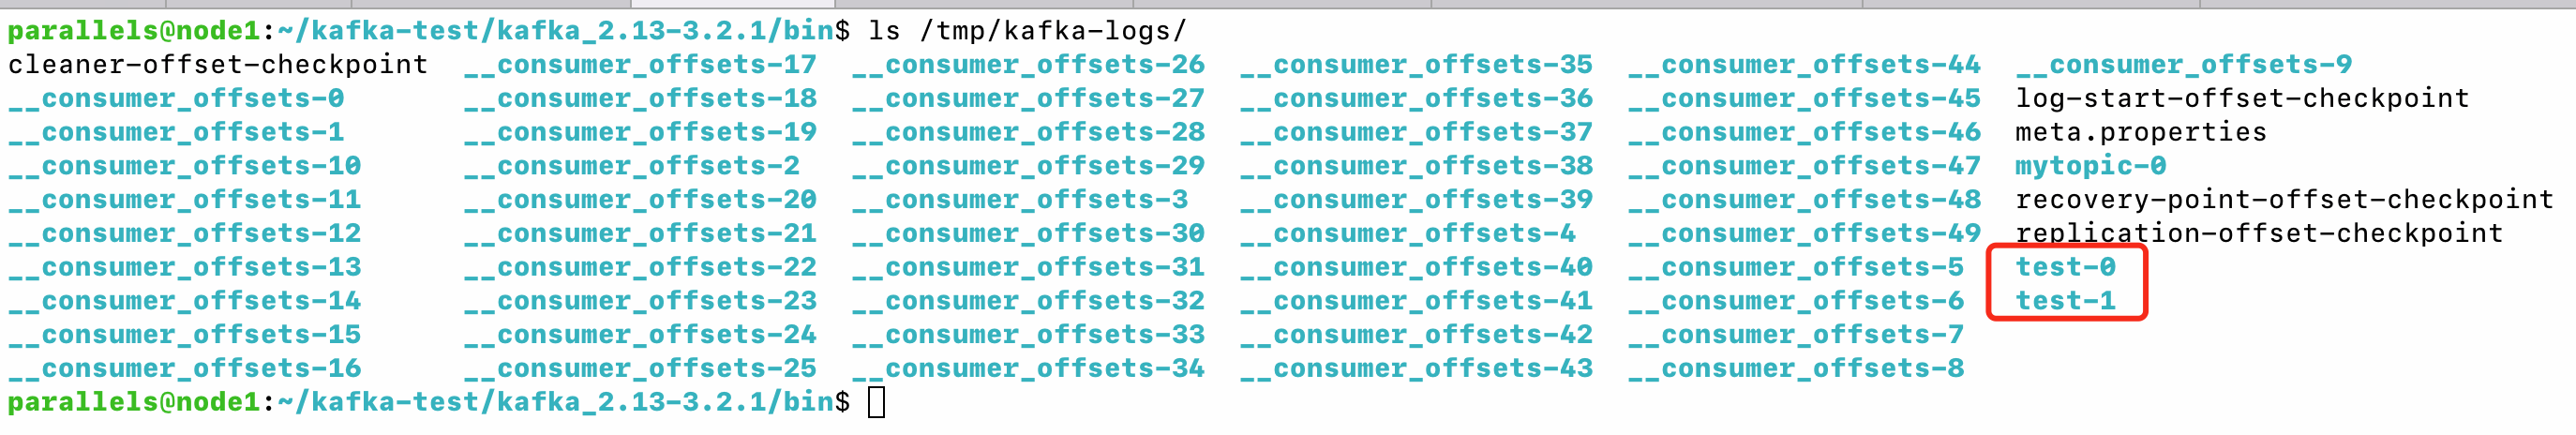 parallels@node1:~/kafka-test/kafka_2.13-3.2.1/bin$ ls /tmp/kafka-logs/
cleaner-offset-checkpoint  __consumer_offsets-17  __consumer_offsets-26  __consumer_offsets-35  __consumer_offsets-44  __consumer_offsets-9
__consumer_offsets-0  __consumer_offsets-18  __consumer_offsets-27  __consumer_offsets-36  __consumer_offsets-45  log-start-offset-checkpoint
__consumer_offsets-1  __consumer_offsets-19  __consumer_offsets-28  __consumer_offsets-37  __consumer_offsets-46  meta.properties
__consumer_offsets-10  __consumer_offsets-2  __consumer_offsets-29  __consumer_offsets-38  __consumer_offsets-47  mytopic-0
__consumer_offsets-11  __consumer_offsets-20  __consumer_offsets-3  __consumer_offsets-39  __consumer_offsets-48  recovery-point-offset-checkpoint
__consumer_offsets-12  __consumer_offsets-21  __consumer_offsets-30  __consumer_offsets-4  __consumer_offsets-49  replication-offset-checkpoint
__consumer_offsets-13  __consumer_offsets-22  __consumer_offsets-31  __consumer_offsets-40  __consumer_offsets-5  test-0
__consumer_offsets-14  __consumer_offsets-23  __consumer_offsets-32  __consumer_offsets-41  __consumer_offsets-6  test-1
__consumer_offsets-15  __consumer_offsets-24  __consumer_offsets-33  __consumer_offsets-42  __consumer_offsets-7
__consumer_offsets-16  __consumer_offsets-25  __consumer_offsets-34  __consumer_offsets-43  __consumer_offsets-8
parallels@node1:~/kafka-test/kafka_2.13-3.2.1/bin$